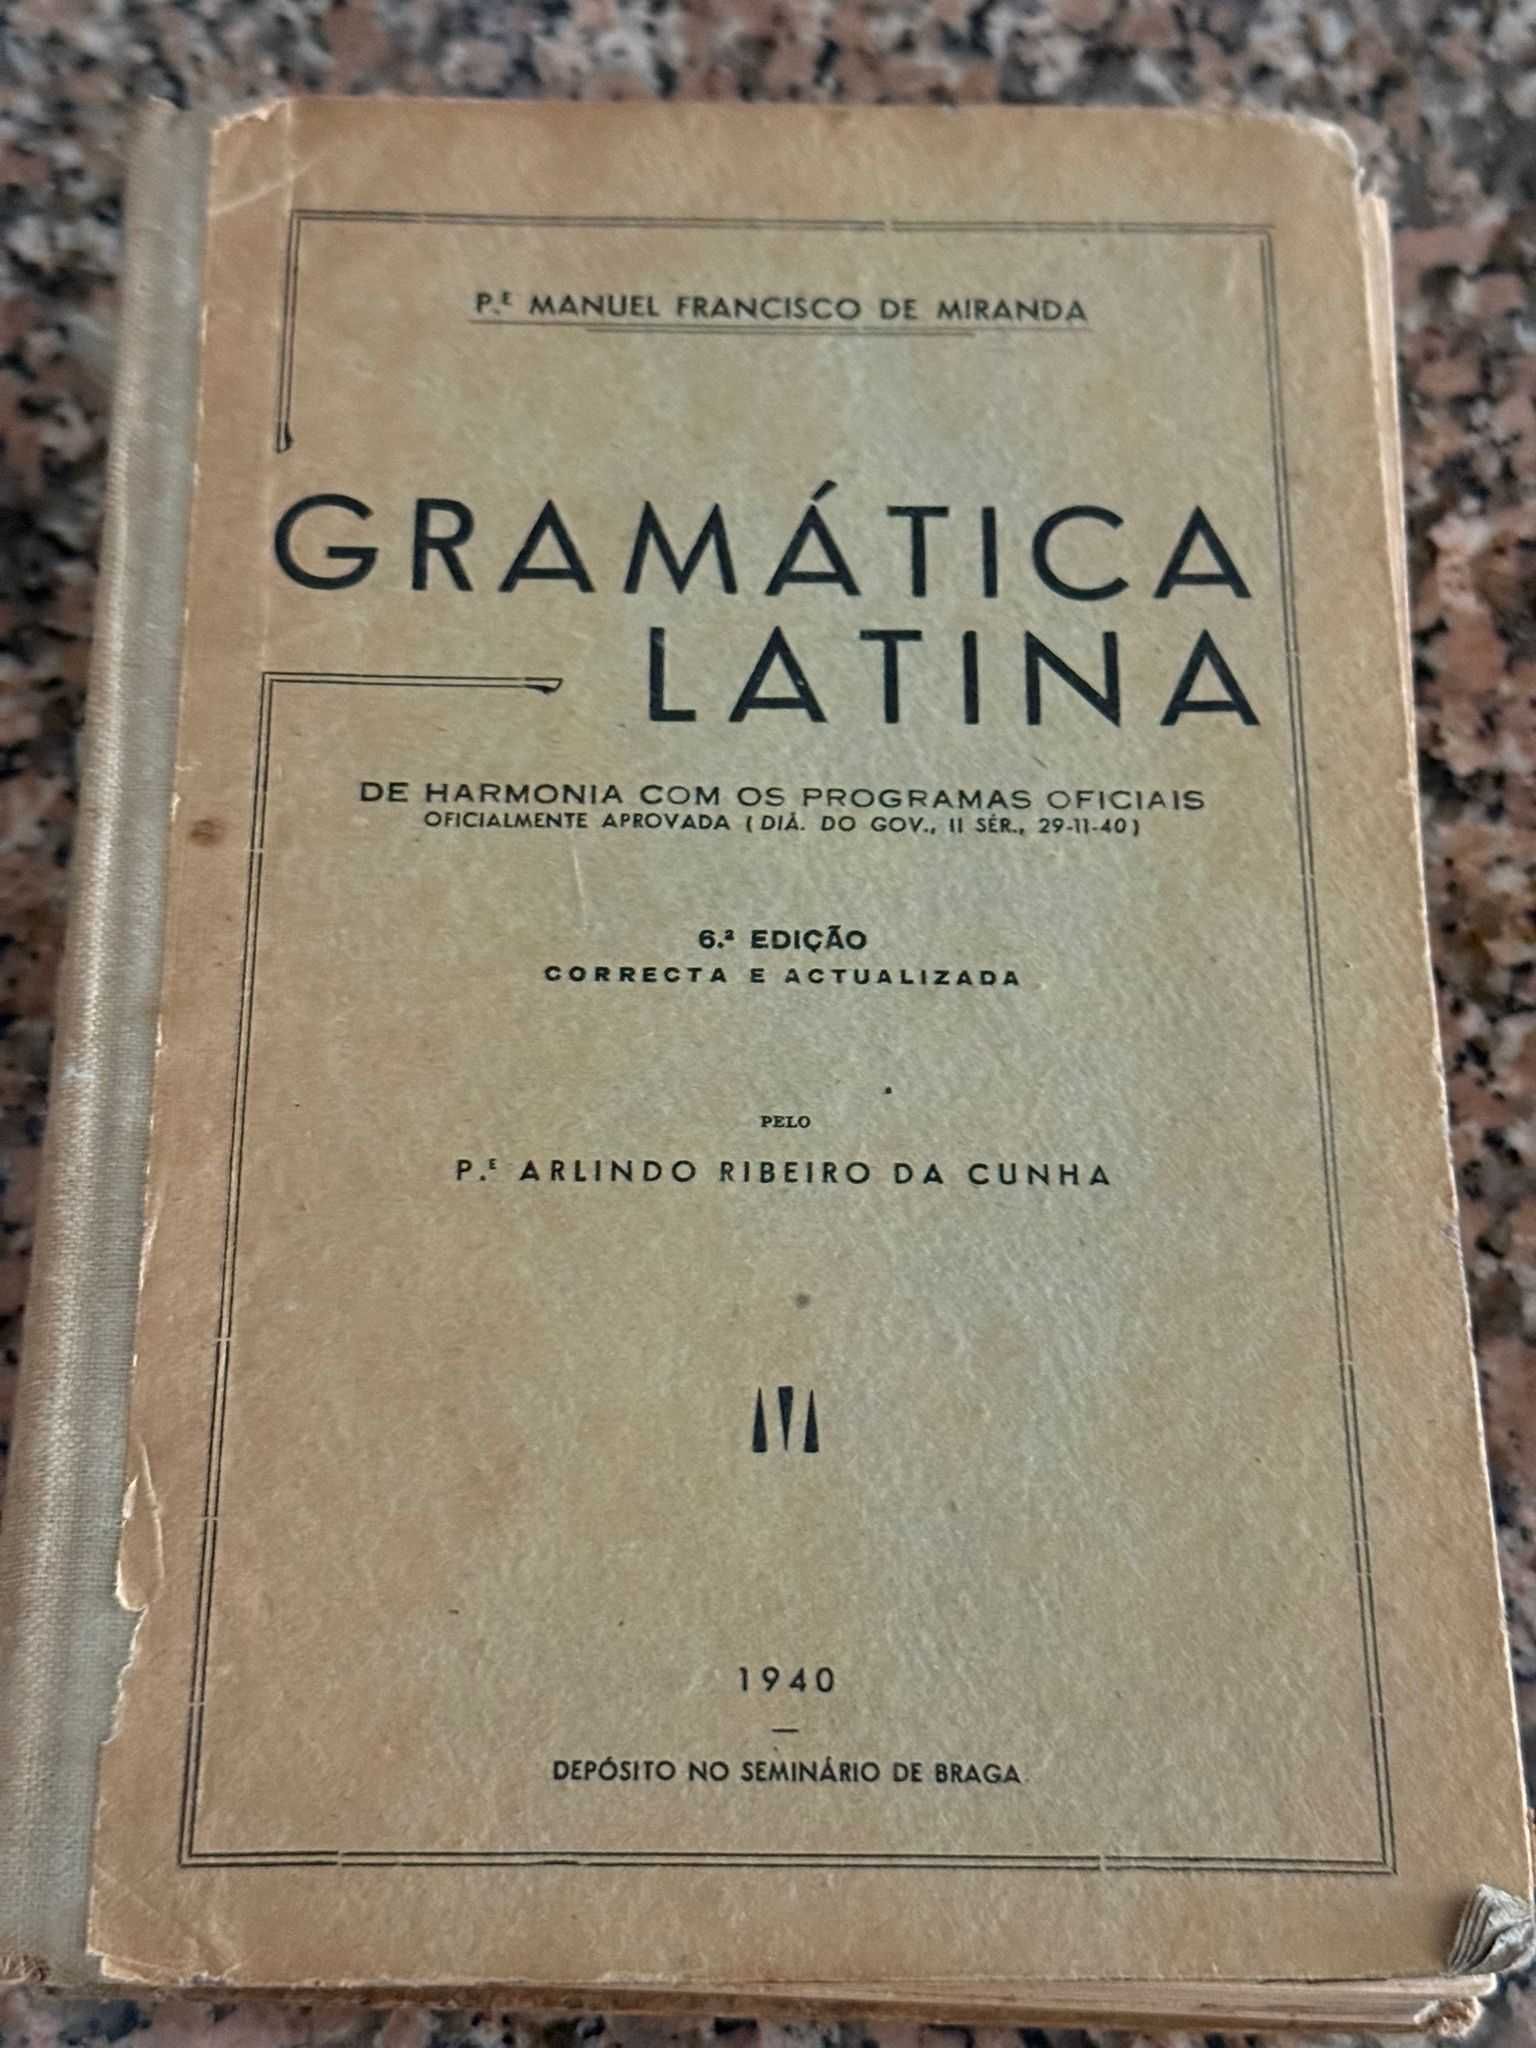 P.E MANUEL FRANCISCO DE MIRANDA
GRAMÁTICA
LATINA
DE HARMONIA COM OS PROGRAMAS OFICIAIS
OFICIALMENTE APROVADA (DIÁ. DO GOV., II SÉR., 29-11-40)
6.ª EDIÇÃO
CORRECTA E ACTUALIZADA
PELO
P.E ARLINDO RIBEIRO DA CUNHA
1940
—
DEPÓSITO NO SEMINÁRIO DE BRAGA